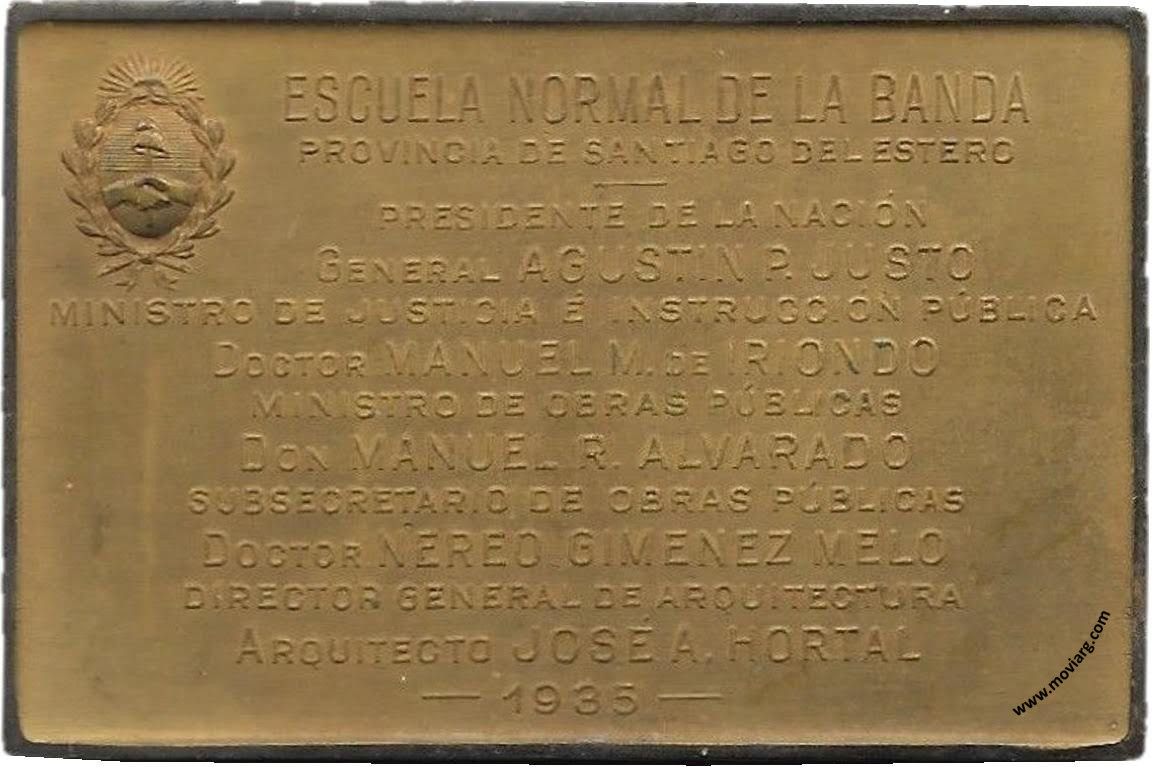 ESCUELA NORMAL DE LA BANDA
PROVINCIA DE SANTIAGO DEL ESTERO
PRESIDENTE DE LA NACIÓN
GENERAL AGUSTIN P. JUSTO
MINISTRO DE JUSTICIA É INSTRUCCIÓN PÚBLICA
DOCTOR MANUEL M. DE IRIONDO
MINISTRO DE OBRAS PÚBLICAS
DON MANUEL R. ALVARADO
SUBSECRETARIO DE OBRAS PÚBLICAS
DOCTOR NEREO GIMENEZ MELO
DIRECTOR GENERAL DE ARQUITECTURA
ARQUITECTO JOSÉ A. HORTAL
— 1935 —
www.moviarg.com